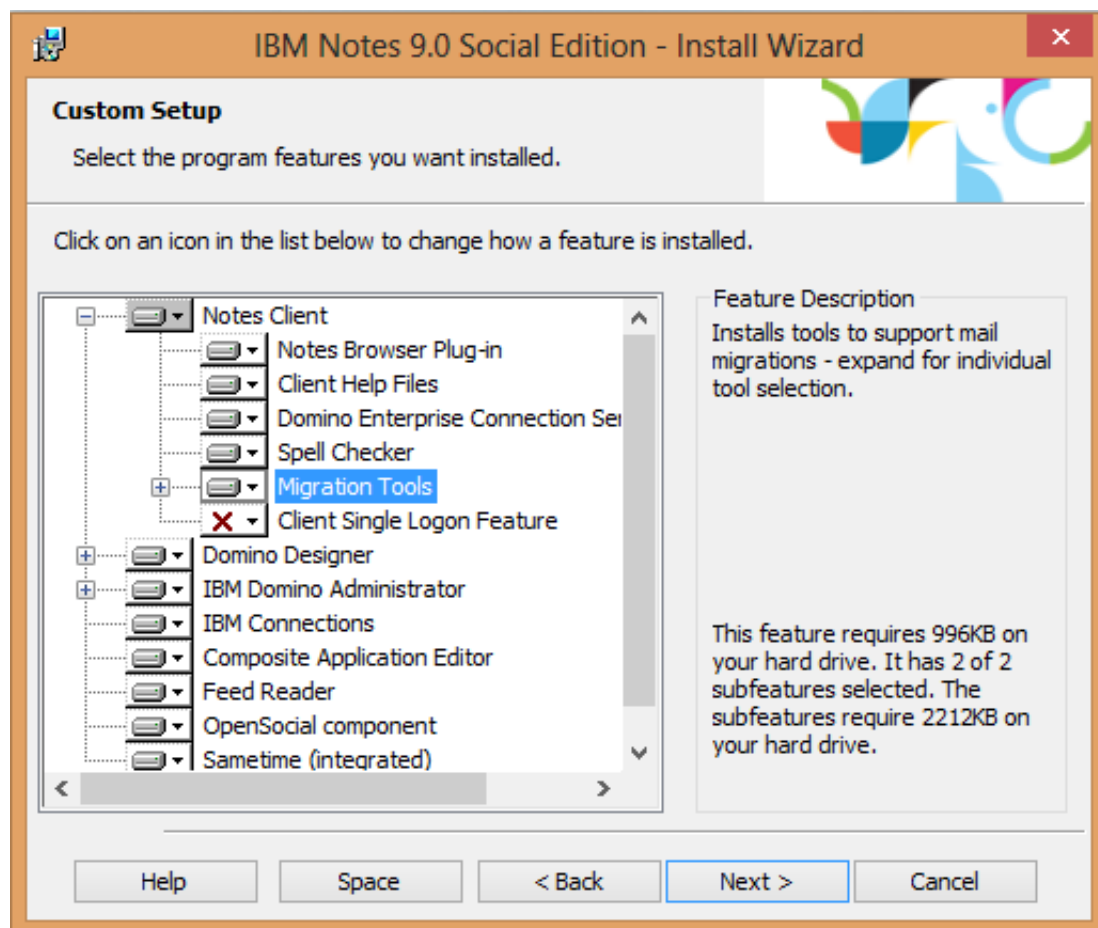 IBM Notes 9.0 Social Edition - Install Wizard
Custom Setup
Select the program features you want installed.
Click on an icon in the list below to change how a feature is installed.
Notes Client
Notes Browser Plug-in
Client Help Files
Domino Enterprise Connection Ser
Spell Checker
Migration Tools
Client Single Logon Feature
Domino Designer
IBM Domino Administrator
IBM Connections
Composite Application Editor
Feed Reader
OpenSocial component
Sametime (integrated)
Feature Description
Installs tools to support mail
migrations - expand for individual
tool selection.
This feature requires 996KB on
your hard drive. It has 2 of 2
subfeatures selected. The
subfeatures require 2212KB on
your hard drive.
Help
Space
< Back
Next >
Cancel